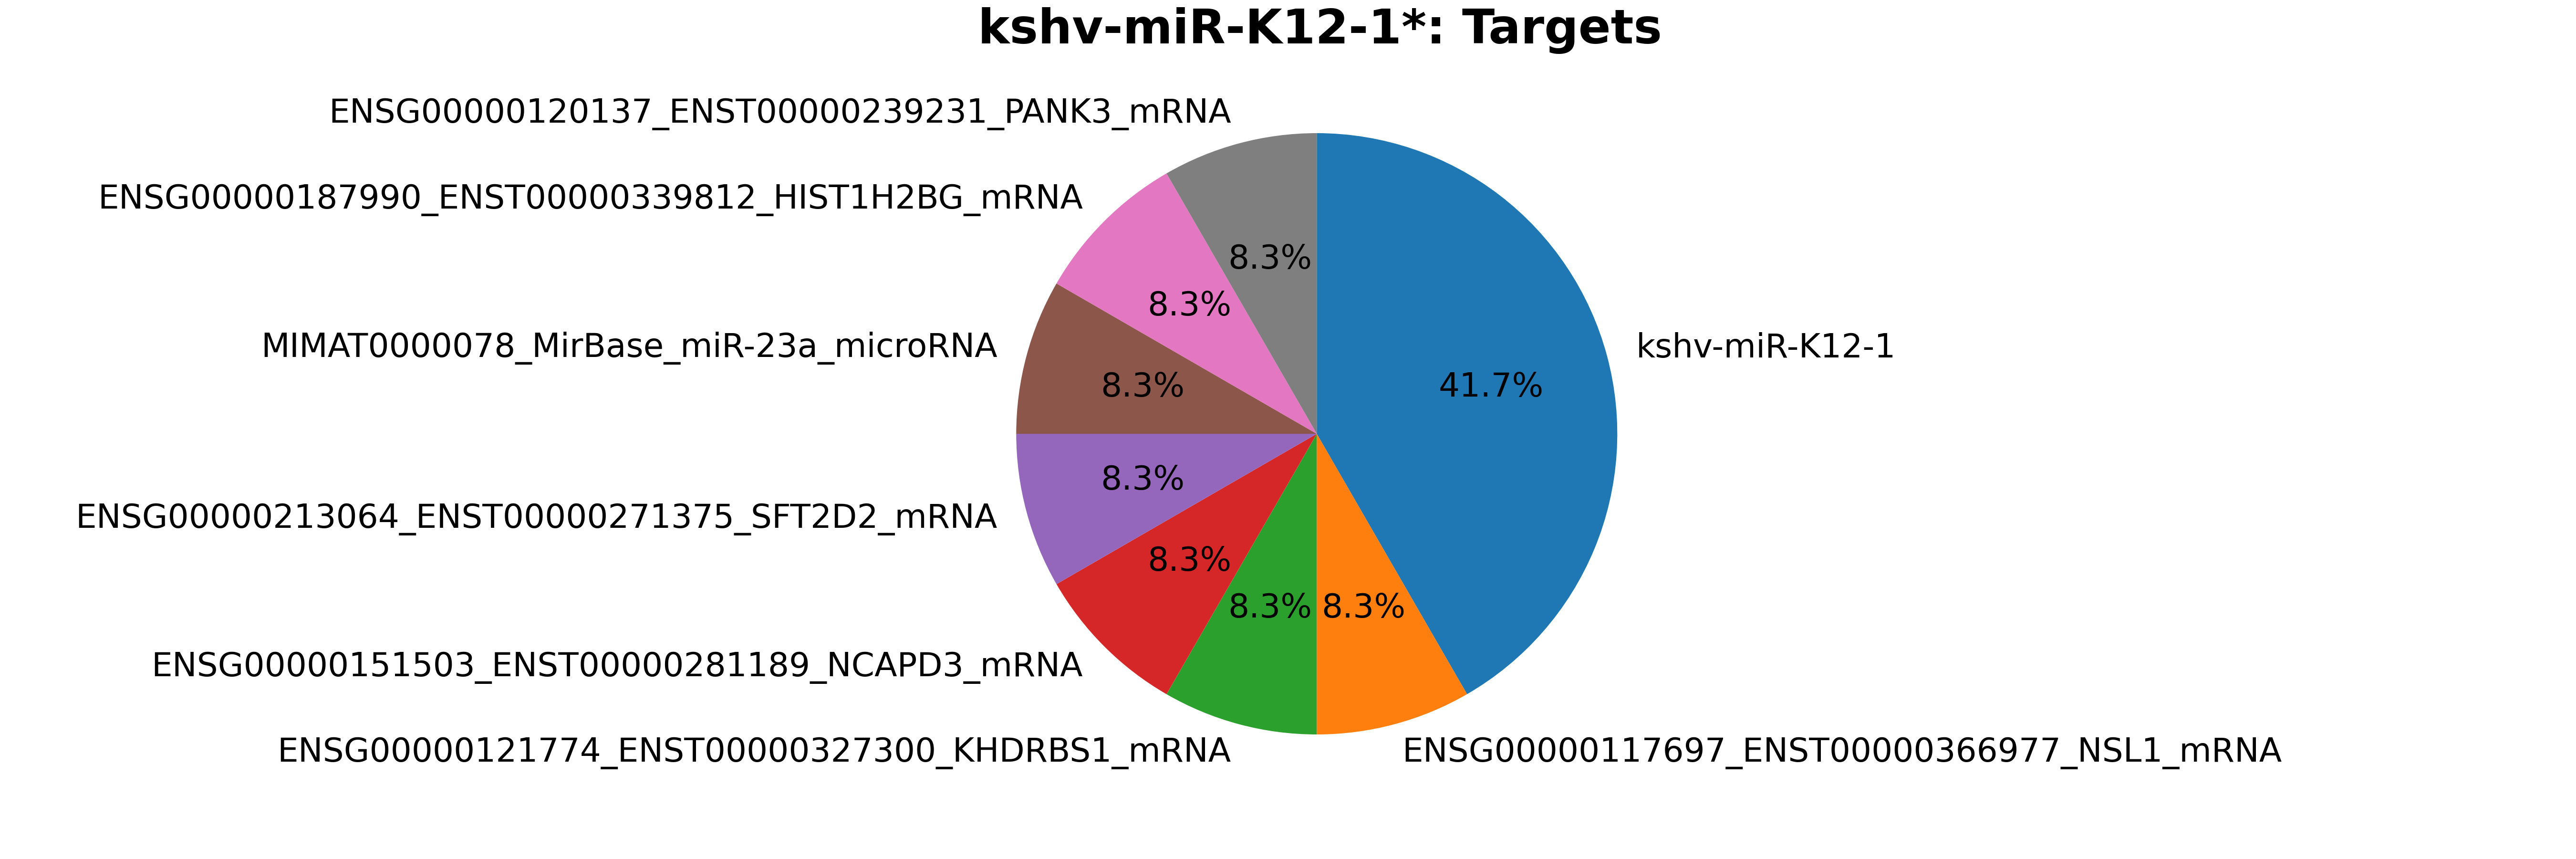 kshv-miR-K12-1*: Targets
ENSG00000120137_ENST00000239231_PANK3_mRNA
ENSG00000187990_ENST00000339812_HIST1H2BG_mRNA
8.3%
8.3%
MIMAT0000078_MirBase_miR-23a_microRNA
kshv-miR-K12-1
8.3%
41.7%
8.3%
ENSG00000213064_ENST00000271375_SFT2D2_mRNA
8.3%
8.3%
8.3%
ENSG00000151503_ENST00000281189_NCAPD3_mRNA
ENSG00000121774_ENST00000327300_KHDRBS1_mRNA
ENSG00000117697_ENST00000366977_NSL1_mRNA